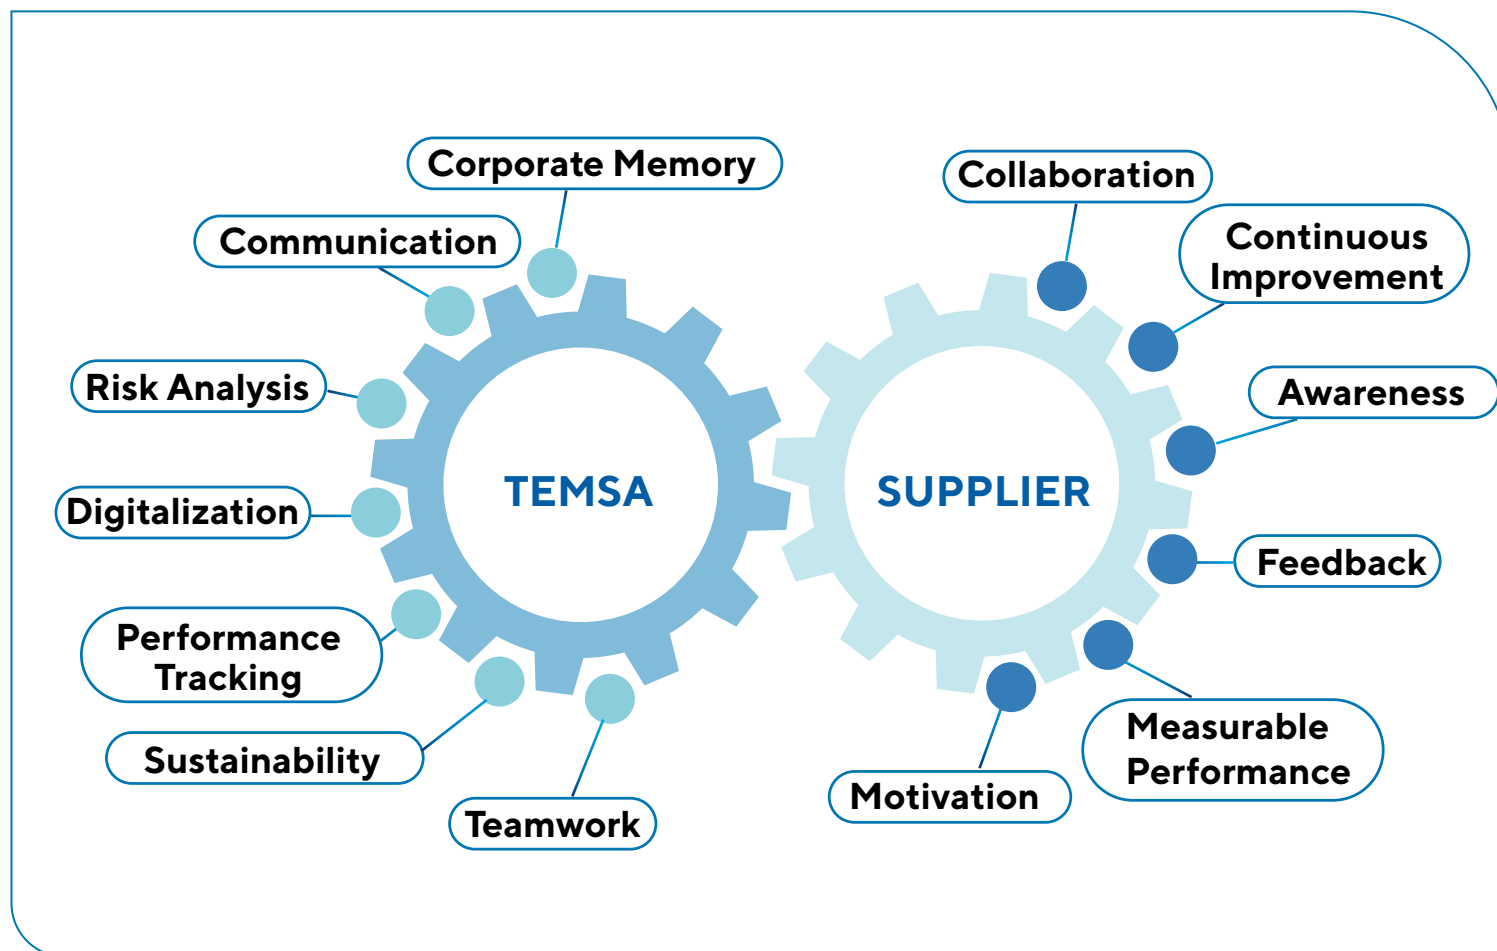 Corporate Memory
Communication
Risk Analysis
Digitalization
Performance
Tracking
Sustainability
Teamwork
TEMSA
SUPPLIER
Collaboration
Continuous
Improvement
Awareness
Feedback
Measurable
Performance
Motivation